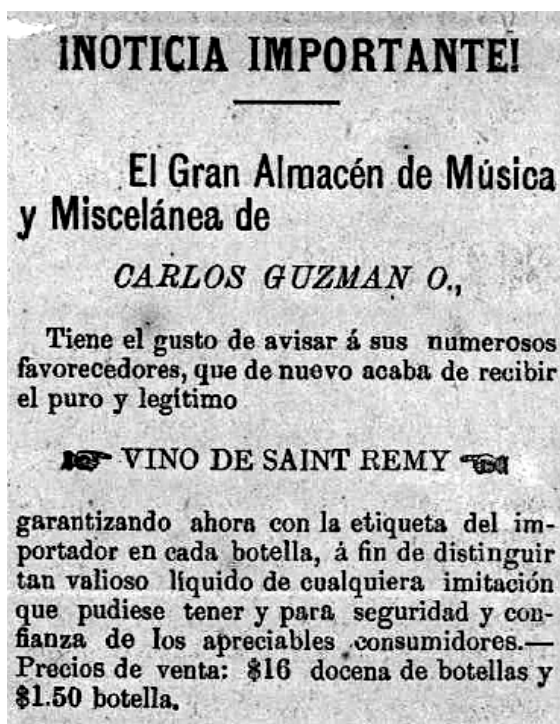 ¡NOTICIA IMPORTANTE!
El Gran Almacén de Música
y Miscelánea de
CARLOS GUZMAN O.,
Tiene el gusto de avisar á sus numerosos
favorecedores, que de nuevo acaba de recibir
el puro y legítimo
☛ VINO DE SAINT REMY ☚
garantizando ahora con la etiqueta del im-
portador en cada botella, á fin de distinguir
tan valioso líquido de cualquiera imitación
que pudiese tener y para seguridad y con-
fianza de los apreciables consumidores.—
Precios de venta: $16 docena de botellas y
$1.50 botella.